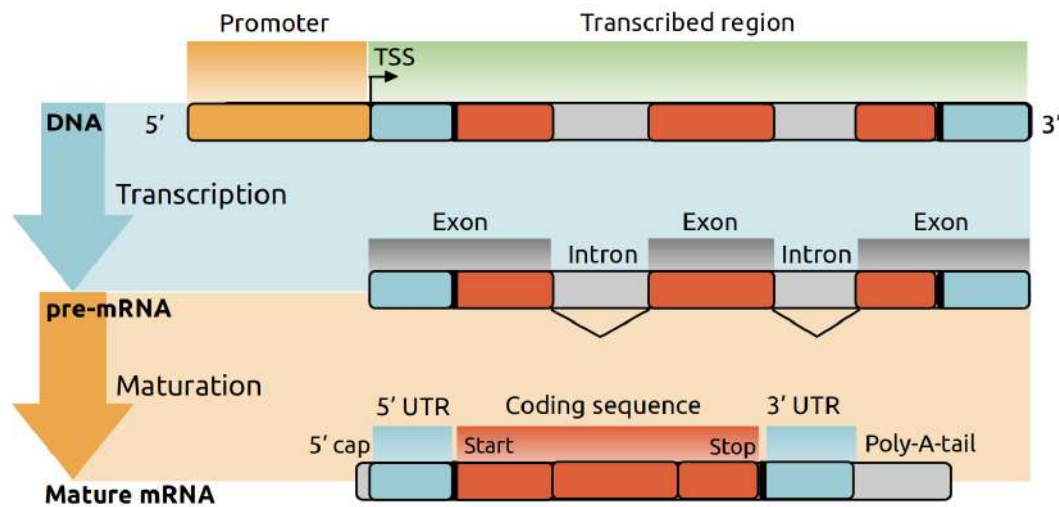 Promoter
Transcribed region
TSS
DNA
5’
3’
Transcription
Exon
Exon
Exon
Intron
Intron
pre-mRNA
Maturation
5’ UTR
Coding sequence
3’ UTR
5’ cap
Start
Stop
Poly-A-tail
Mature mRNA